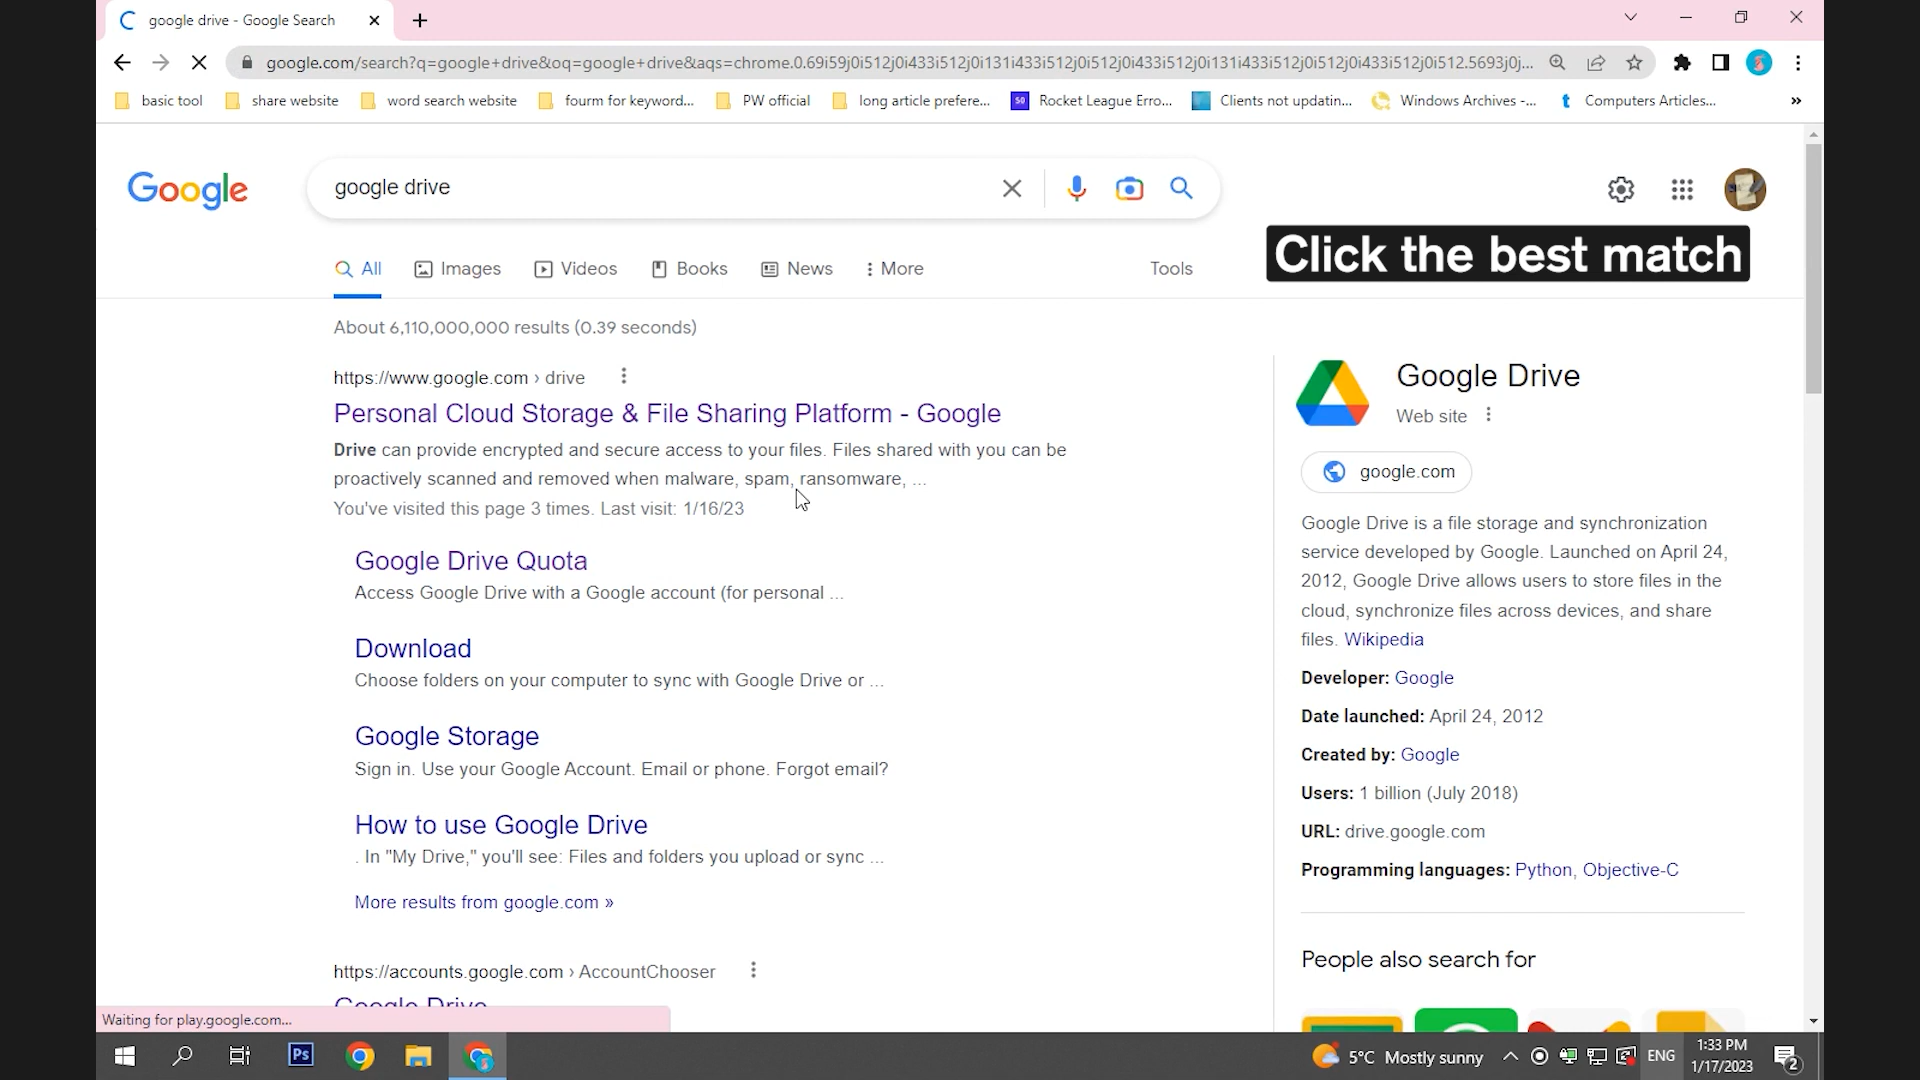 google drive - Google Search
google.com/search?q=google+drive&oq=google+drive&aqs=chrome.0.69i59j0i512j0i433i512j0i131i433i512j0i512j0i433i512j0i131i433i512j0i512j0i433i512j0i512.5693j0j...
basic tool share website word search website fourm for keyword... PW official long article prefere... SO Rocket League Erro... Clients not updatin... Windows Archives -... t Computers Articles... »
Google
google drive
Click the best match
All Images Videos Books News More Tools
About 6,110,000,000 results (0.39 seconds)
https://www.google.com › drive
Personal Cloud Storage & File Sharing Platform - Google
Drive can provide encrypted and secure access to your files. Files shared with you can be
proactively scanned and removed when malware, spam, ransomware, ...
You've visited this page 3 times. Last visit: 1/16/23
Google Drive Quota
Access Google Drive with a Google account (for personal ...
Download
Choose folders on your computer to sync with Google Drive or ...
Google Storage
Sign in. Use your Google Account. Email or phone. Forgot email?
How to use Google Drive
. In "My Drive," you'll see: Files and folders you upload or sync ...
More results from google.com »
https://accounts.google.com › AccountChooser
Google Drive
Google Drive
Web site
google.com
Google Drive is a file storage and synchronization
service developed by Google. Launched on April 24,
2012, Google Drive allows users to store files in the
cloud, synchronize files across devices, and share
files. Wikipedia
Developer: Google
Date launched: April 24, 2012
Created by: Google
Users: 1 billion (July 2018)
URL: drive.google.com
Programming languages: Python, Objective-C
People also search for
Waiting for play.google.com...
Ps
5°C Mostly sunny
ENG
1:33 PM
1/17/2023
2